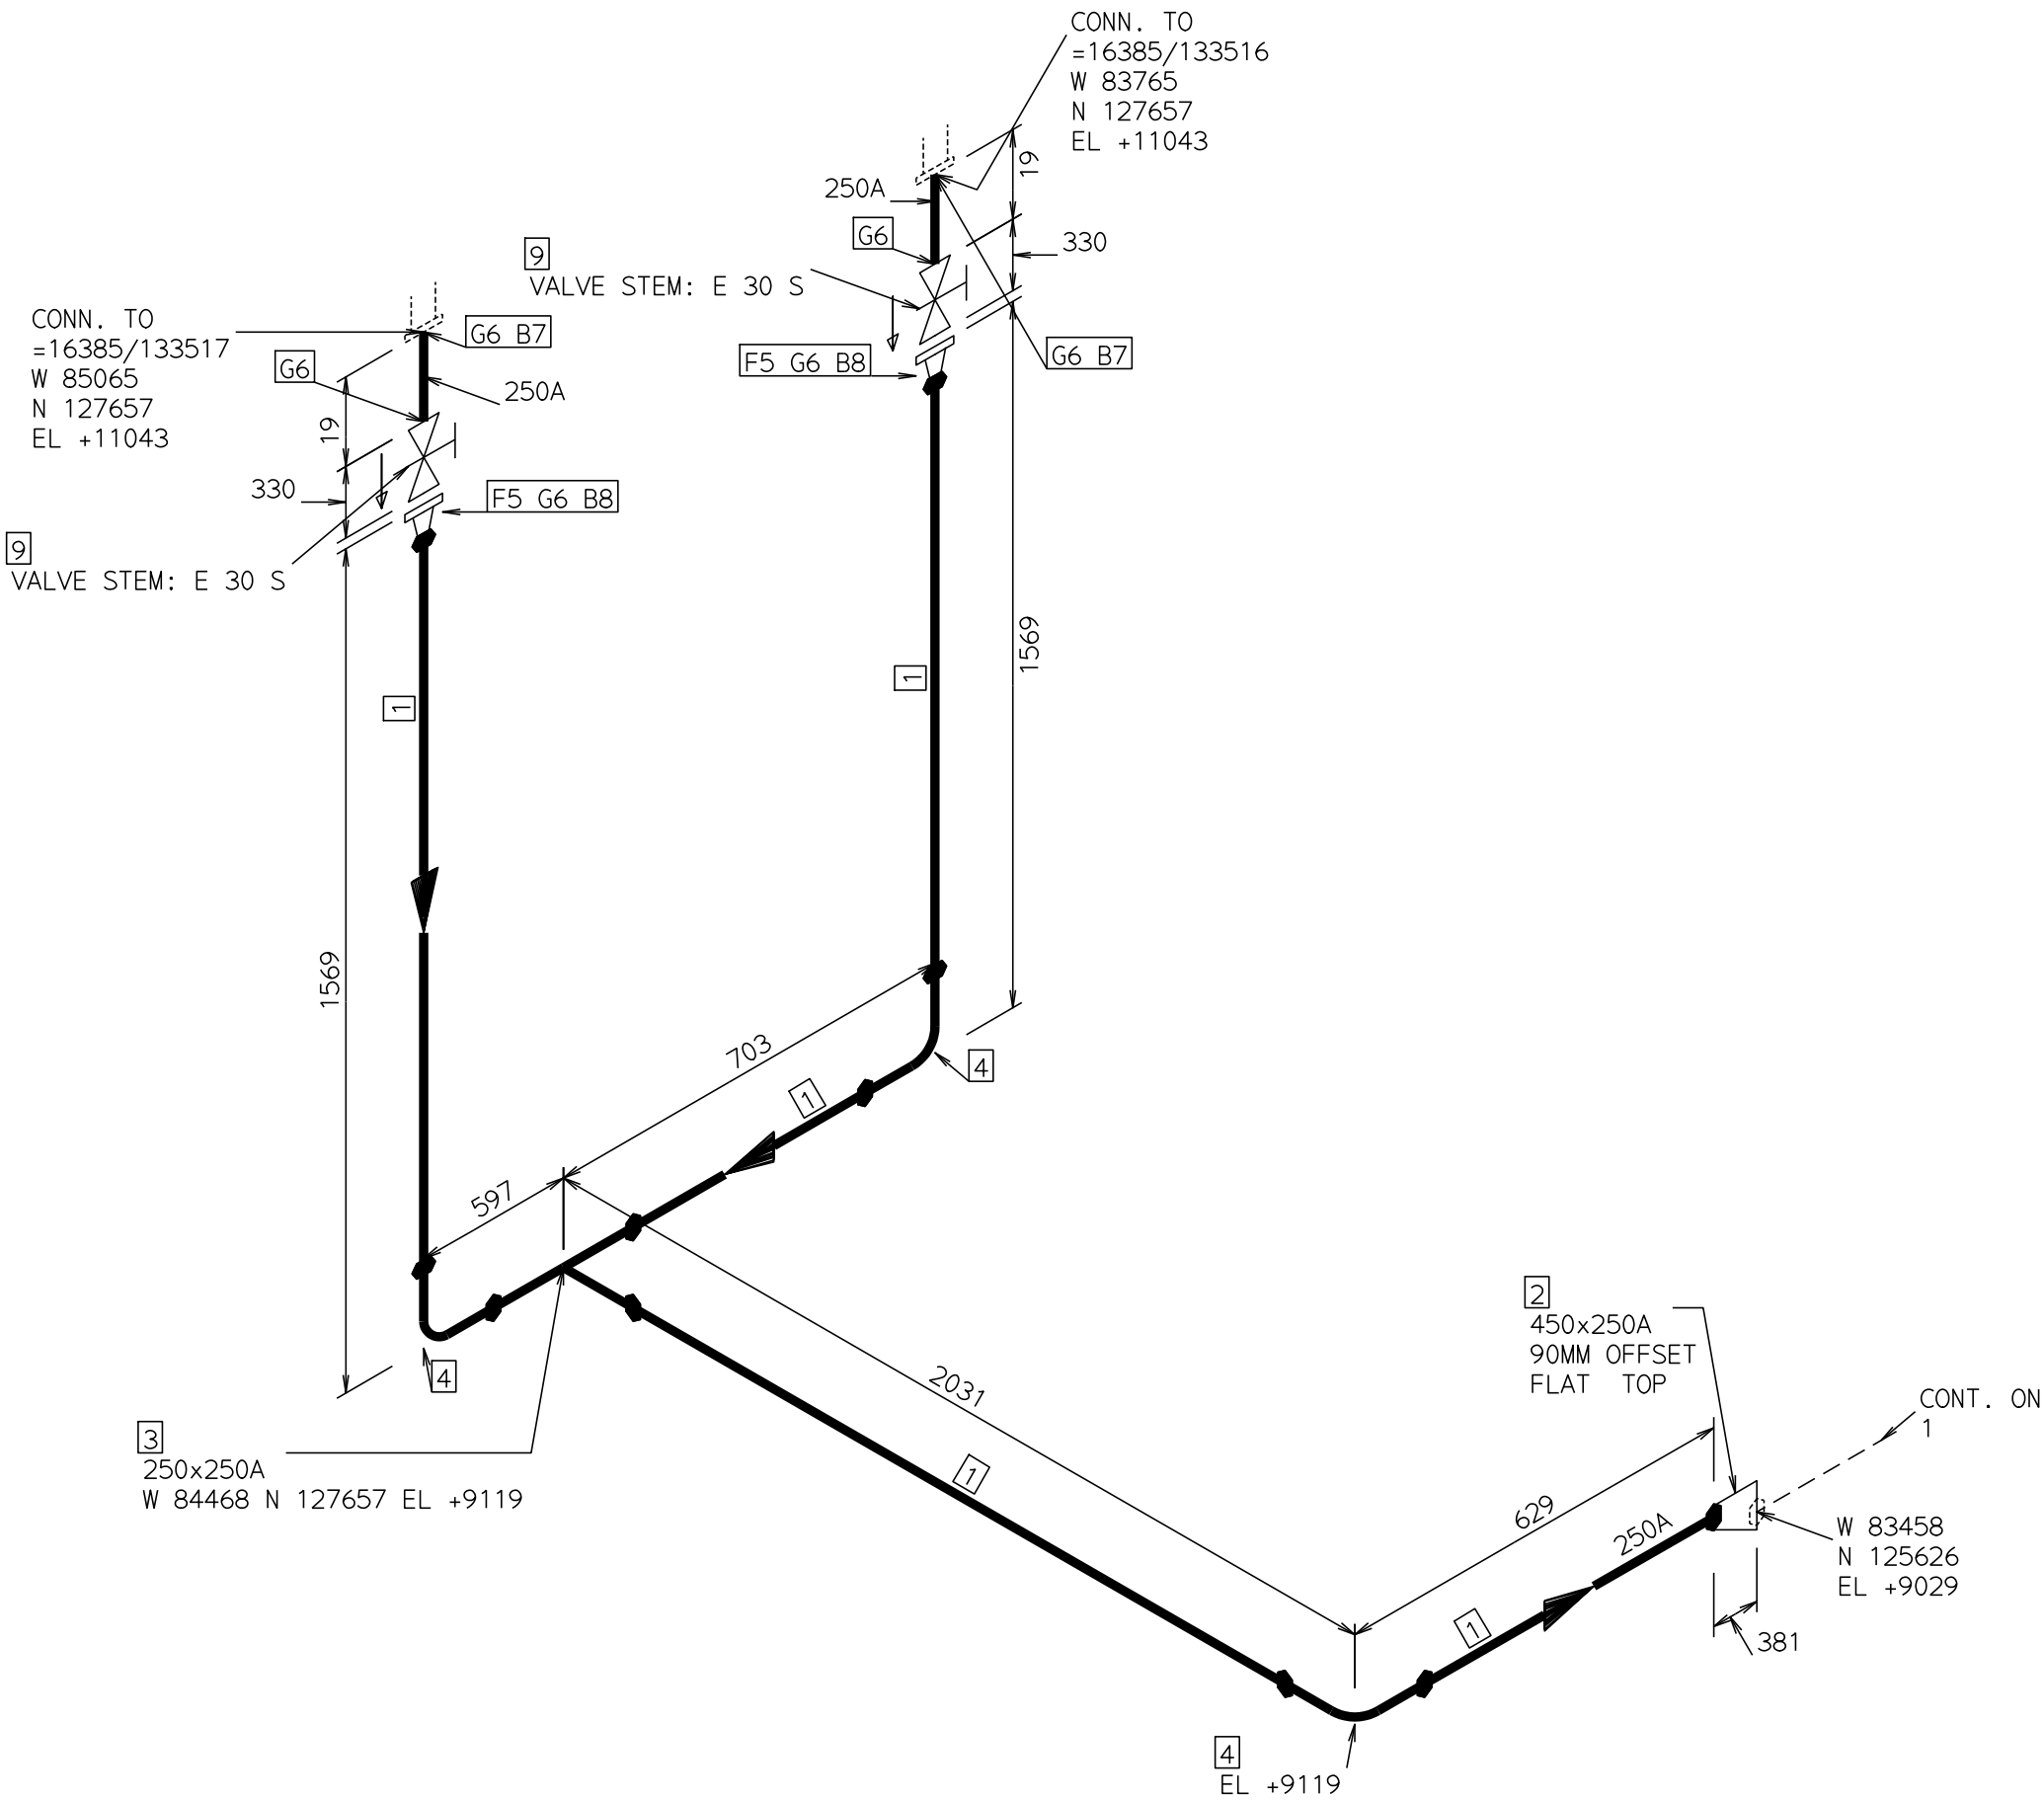 CONN. TO
=16385/133516
W 83765
N 127657
EL +11043
19
250A
G6
330
9
VALVE STEM: E 30 S
G6 B7
F5 G6 B8
CONN. TO
=16385/133517
W 85065
N 127657
EL +11043
G6 B7
G6
250A
19
330
F5 G6 B8
9
VALVE STEM: E 30 S
1
1
1569
1569
703
4
1
597
4
3
250x250A
W 84468 N 127657 EL +9119
2031
1
2
450x250A
90MM OFFSET
FLAT TOP
CONT. ON
1
629
250A
W 83458
N 125626
EL +9029
1
381
4
EL +9119